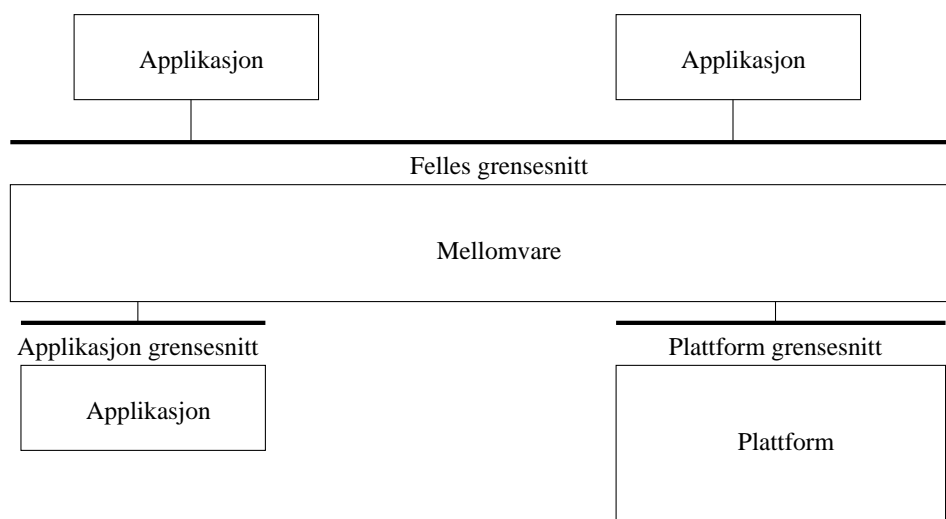 Applikasjon
Applikasjon
Felles grensesnitt
Mellomvare
Applikasjon grensesnitt
Plattform grensesnitt
Applikasjon
Plattform